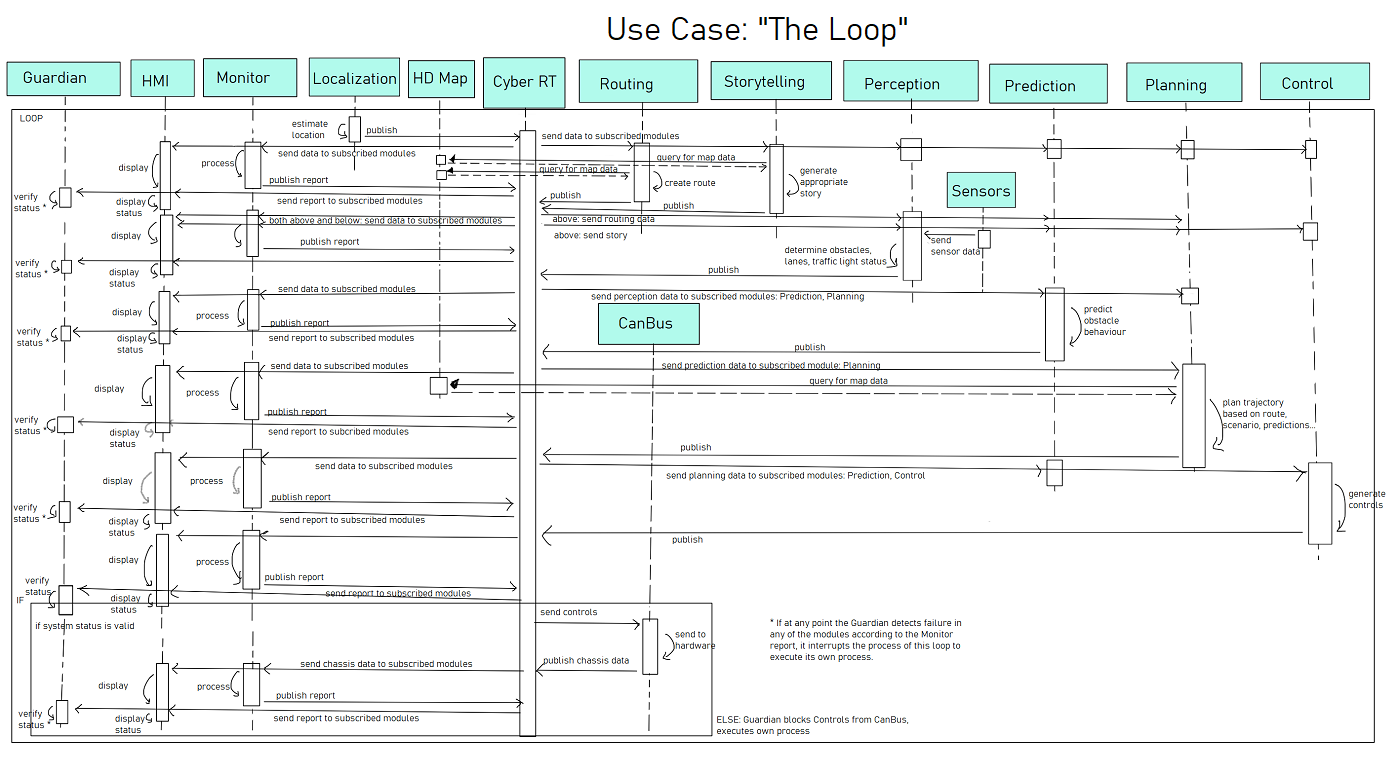 Use Case: "The Loop"
Guardian
HMI
Monitor
Localization
HD Map
Cyber RT
Routing
Storytelling
Perception
Prediction
Planning
Control
LOOP
estimate
location
publish
send data to subscribed modules
send data to subscribed modules
display
process
query for map data
query for map data
create route
generate
appropriate
story
Sensors
publish report
verify
status *
display
status
send report to subscribed modules
publish
publish
both above and below: send data to subscribed modules
above: send routing data
display
publish report
above: send story
send
sensor data
determine obstacles,
lanes, traffic light status
verify
status *
display
status
publish
send data to subscribed modules
send perception data to subscribed modules: Prediction, Planning
display
process
publish report
CanBus
predict
obstacle
behaviour
verify
status *
display
status
send report to subscribed modules
publish
send data to subscribed modules
send prediction data to subscribed module: Planning
query for map data
display
process
publish report
plan trajectory
based on route,
scenario, predictions...
verify
status *
display
status
send report to subcribed modules
publish
send data to subscribed modules
send planning data to subscribed modules: Prediction, Control
display
process
publish report
generate
controls
verify
status *
display
status
send report to subscribed modules
publish
display
process
publish report
verify
status
IF
display
status
send report to subscribed modules
send controls
if system status is valid
send to
hardware
* If at any point the Guardian detects failure in
any of the modules according to the Monitor
report, it interrupts the process of this loop to
execute its own process.
send chassis data to subscribed modules
publish chassis data
display
process
publish report
verify
status *
display
status
send report to subscribed modules
ELSE: Guardian blocks Controls from CanBus,
executes own process